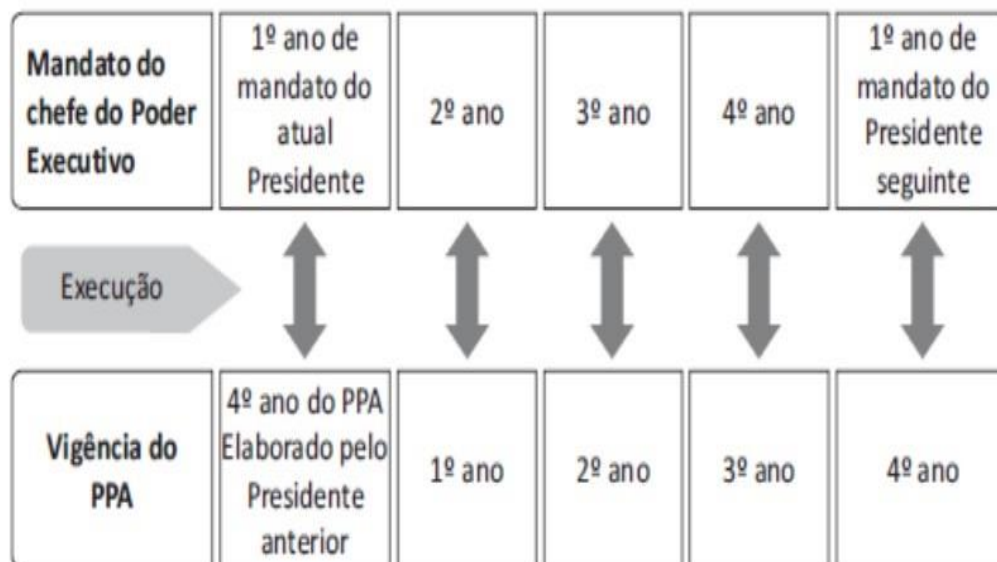 Mandato do
chefe do Poder
Executivo
1º ano de
mandato do
atual
Presidente
2º ano
3º ano
4º ano
1º ano de
mandato do
Presidente
seguinte
Execução
Vigência do
PPA
4º ano do PPA
Elaborado pelo
Presidente
anterior
1º ano
2º ano
3º ano
4º ano